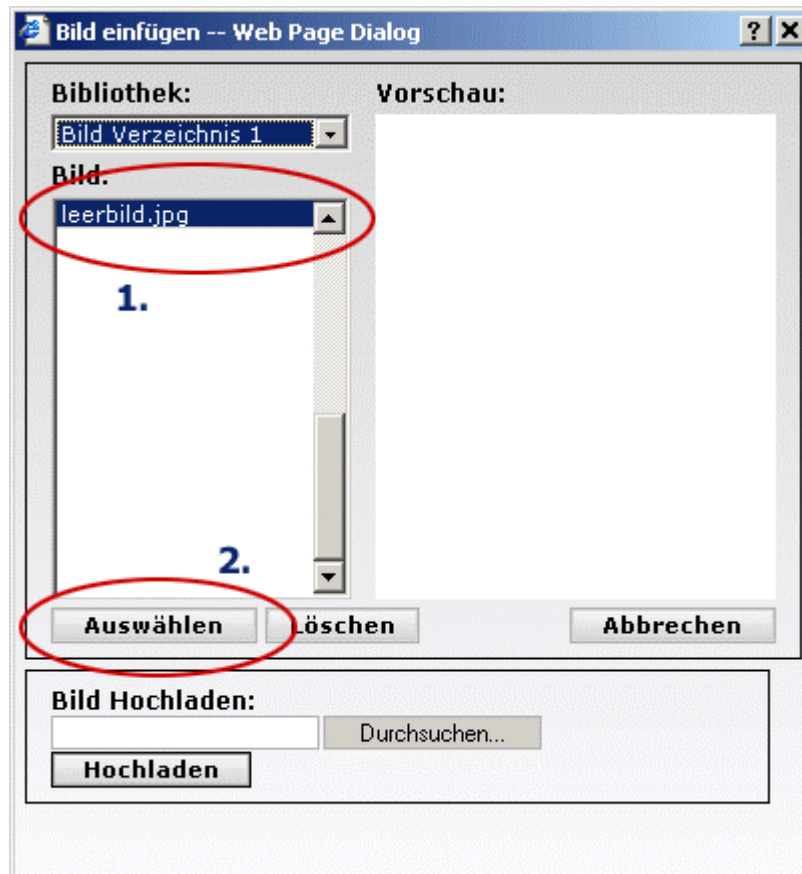 Bild einfügen -- Web Page Dialog
Bibliothek:
Vorschau:
Bild Verzeichnis 1
Bild.
leerbild.jpg
1.
2.
Auswählen
Löschen
Abbrechen
Bild Hochladen:
Durchsuchen...
Hochladen